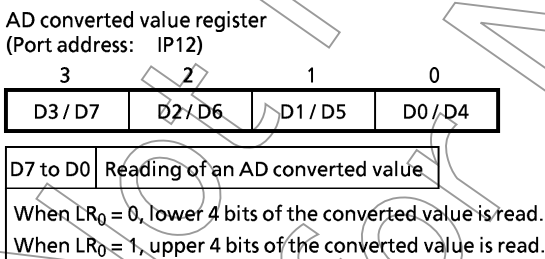 AD converted value register
(Port address: IP12)
3 2 1 0
D3 / D7 D2 / D6 D1 / D5 D0 / D4
D7 to D0 Reading of an AD converted value
When LR0 = 0, lower 4 bits of the converted value is read.
When LR0 = 1, upper 4 bits of the converted value is read.